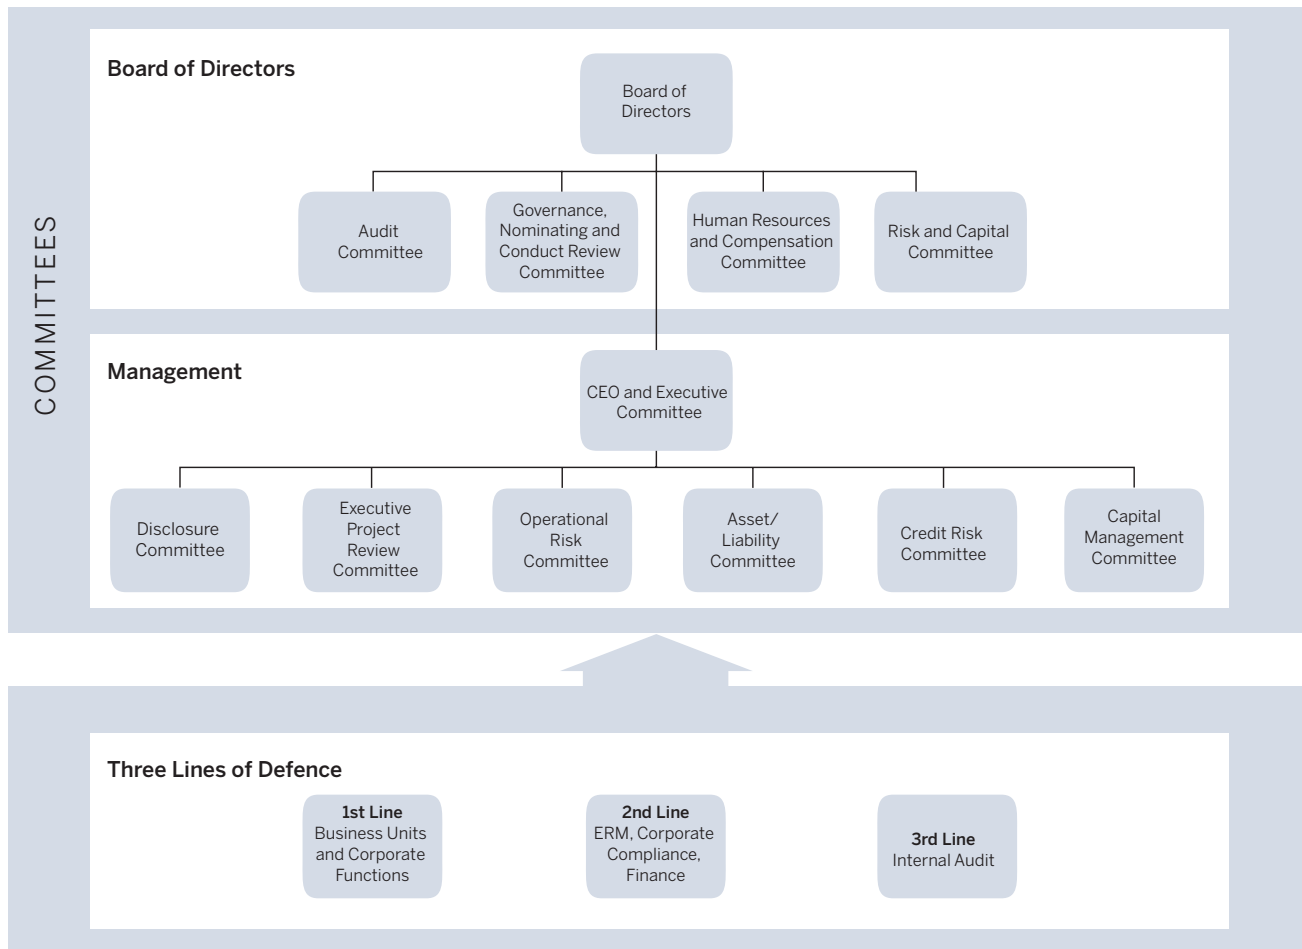 COMMITTEES
Board of Directors
Board of
Directors
Audit
Committee
Governance,
Nominating and
Conduct Review
Committee
Human Resources
and Compensation
Committee
Risk and Capital
Committee
Management
CEO and Executive
Committee
Disclosure
Committee
Executive
Project
Review
Committee
Operational
Risk
Committee
Asset/
Liability
Committee
Credit Risk
Committee
Capital
Management
Committee
Three Lines of Defence
1st Line
Business Units
and Corporate
Functions
2nd Line
ERM, Corporate
Compliance,
Finance
3rd Line
Internal Audit